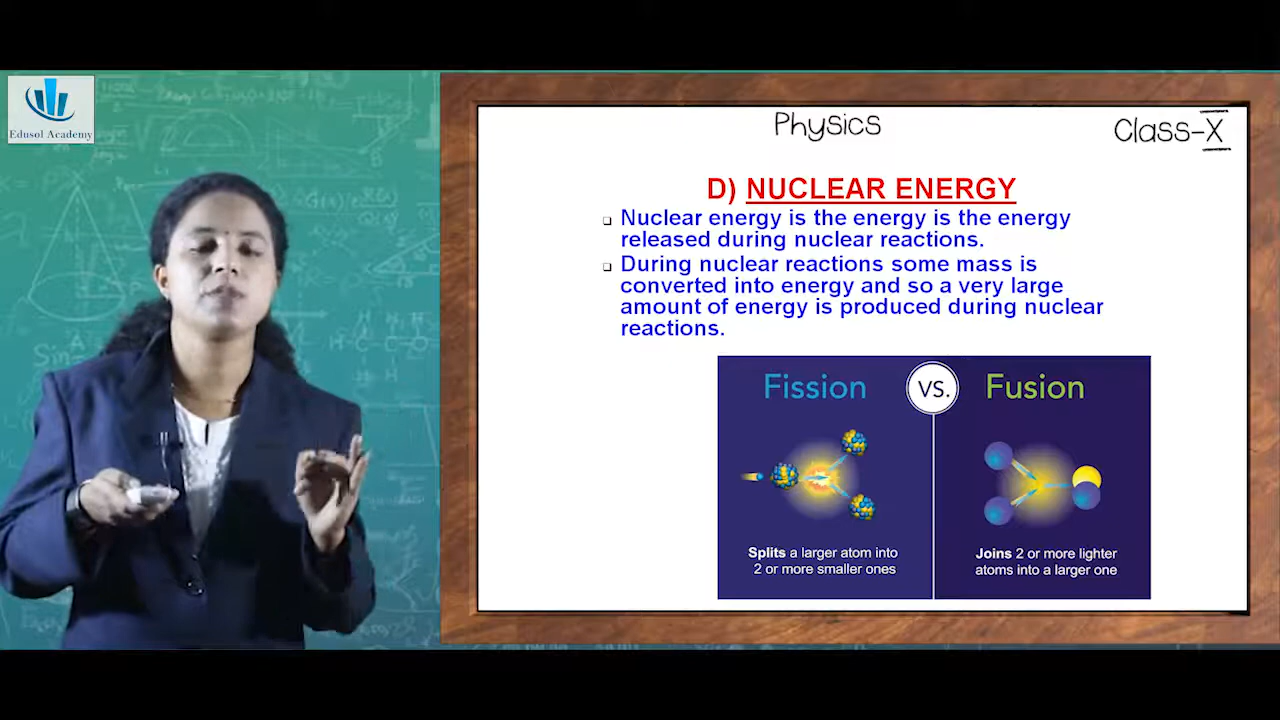 Edusol Academy
Physics
Class-X
D) NUCLEAR ENERGY
Nuclear energy is the energy is the energy
released during nuclear reactions.
During nuclear reactions some mass is
converted into energy and so a very large
amount of energy is produced during nuclear
reactions.
Fission
VS.
Fusion
Splits a larger atom into
2 or more smaller ones
Joins 2 or more lighter
atoms into a larger one